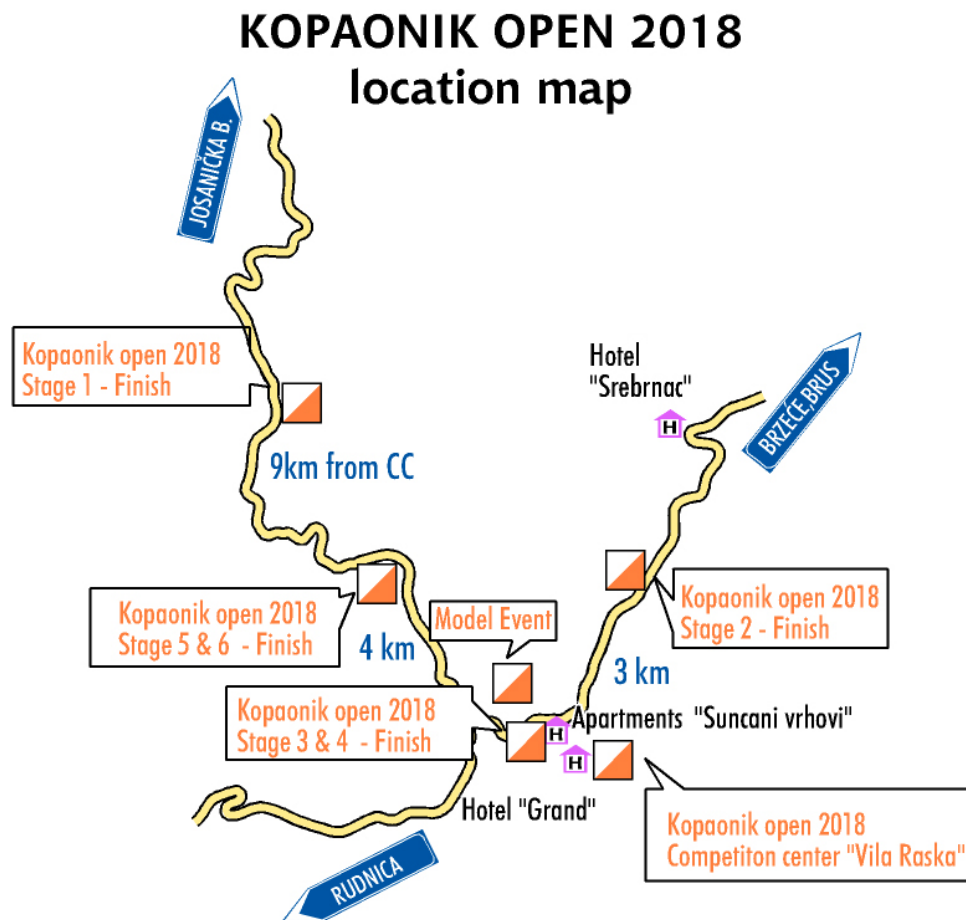 KOPAONIK OPEN 2018
location map
JOSANIČKA B.
Kopaonik open 2018
Stage 1 - Finish
Hotel
"Srebrnac"
H
BRZEĆE,BRUS
9km from CC
Kopaonik open 2018
Stage 5 & 6 - Finish
4 km
Model Event
Kopaonik open 2018
Stage 2 - Finish
3 km
Kopaonik open 2018
Stage 3 & 4 - Finish
Apartments "Suncani vrhovi"
H
H
Hotel "Grand"
Kopaonik open 2018
Competiton center "Vila Raska"
RUDNICA